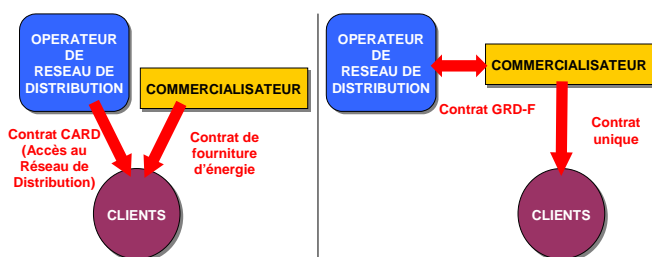 OPERATEUR
DE
RESEAU DE
DISTRIBUTION
COMMERCIALISATEUR
Contrat CARD
(Accès au
Réseau de
Distribution)
Contrat de
fourniture
d'énergie
CLIENTS
OPERATEUR
DE
RESEAU DE
DISTRIBUTION
COMMERCIALISATEUR
Contrat GRD-F
Contrat
unique
CLIENTS